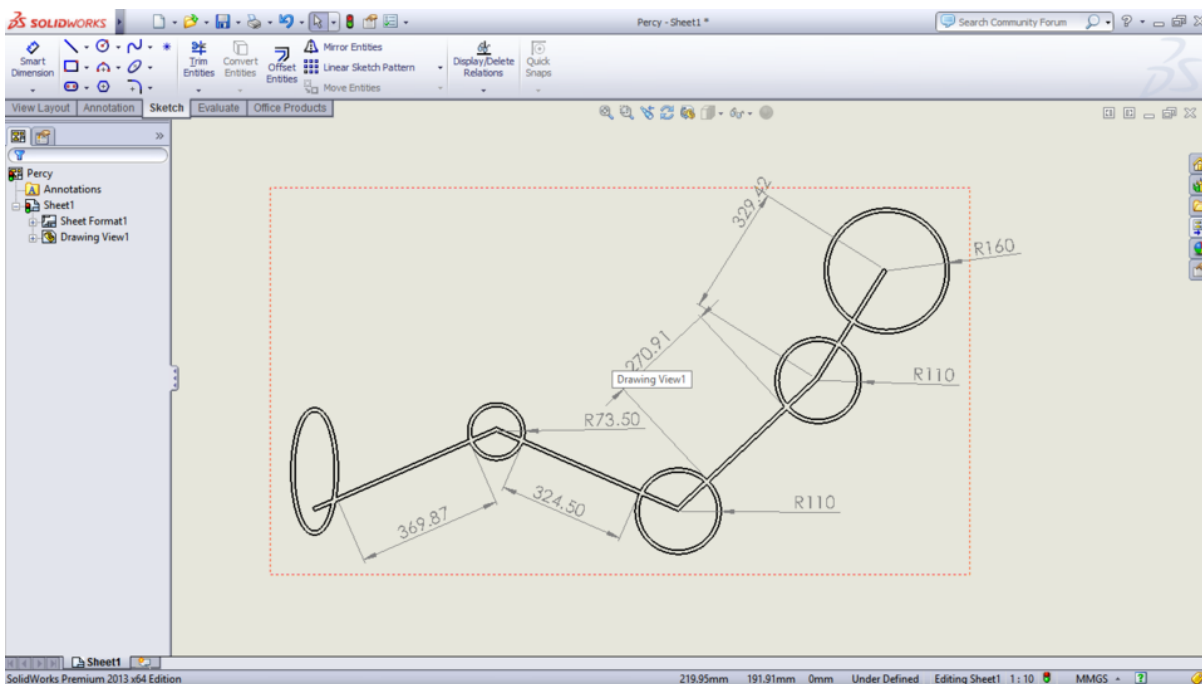 SOLIDWORKS
Percy - Sheet1 *
Search Community Forum
Smart Dimension
Trim Entities
Convert Entities
Offset Entities
Mirror Entities
Linear Sketch Pattern
Move Entities
Display/Delete Relations
Quick Snaps
View Layout
Annotation
Sketch
Evaluate
Office Products
Percy
Annotations
Sheet1
Sheet Format1
Drawing View1
329.42
R160
270.91
Drawing View1
R110
R73.50
R110
324.50
369.87
Sheet1
SolidWorks Premium 2013 x64 Edition
219.95mm 191.91mm 0mm Under Defined Editing Sheet1 1 : 10 MMGS